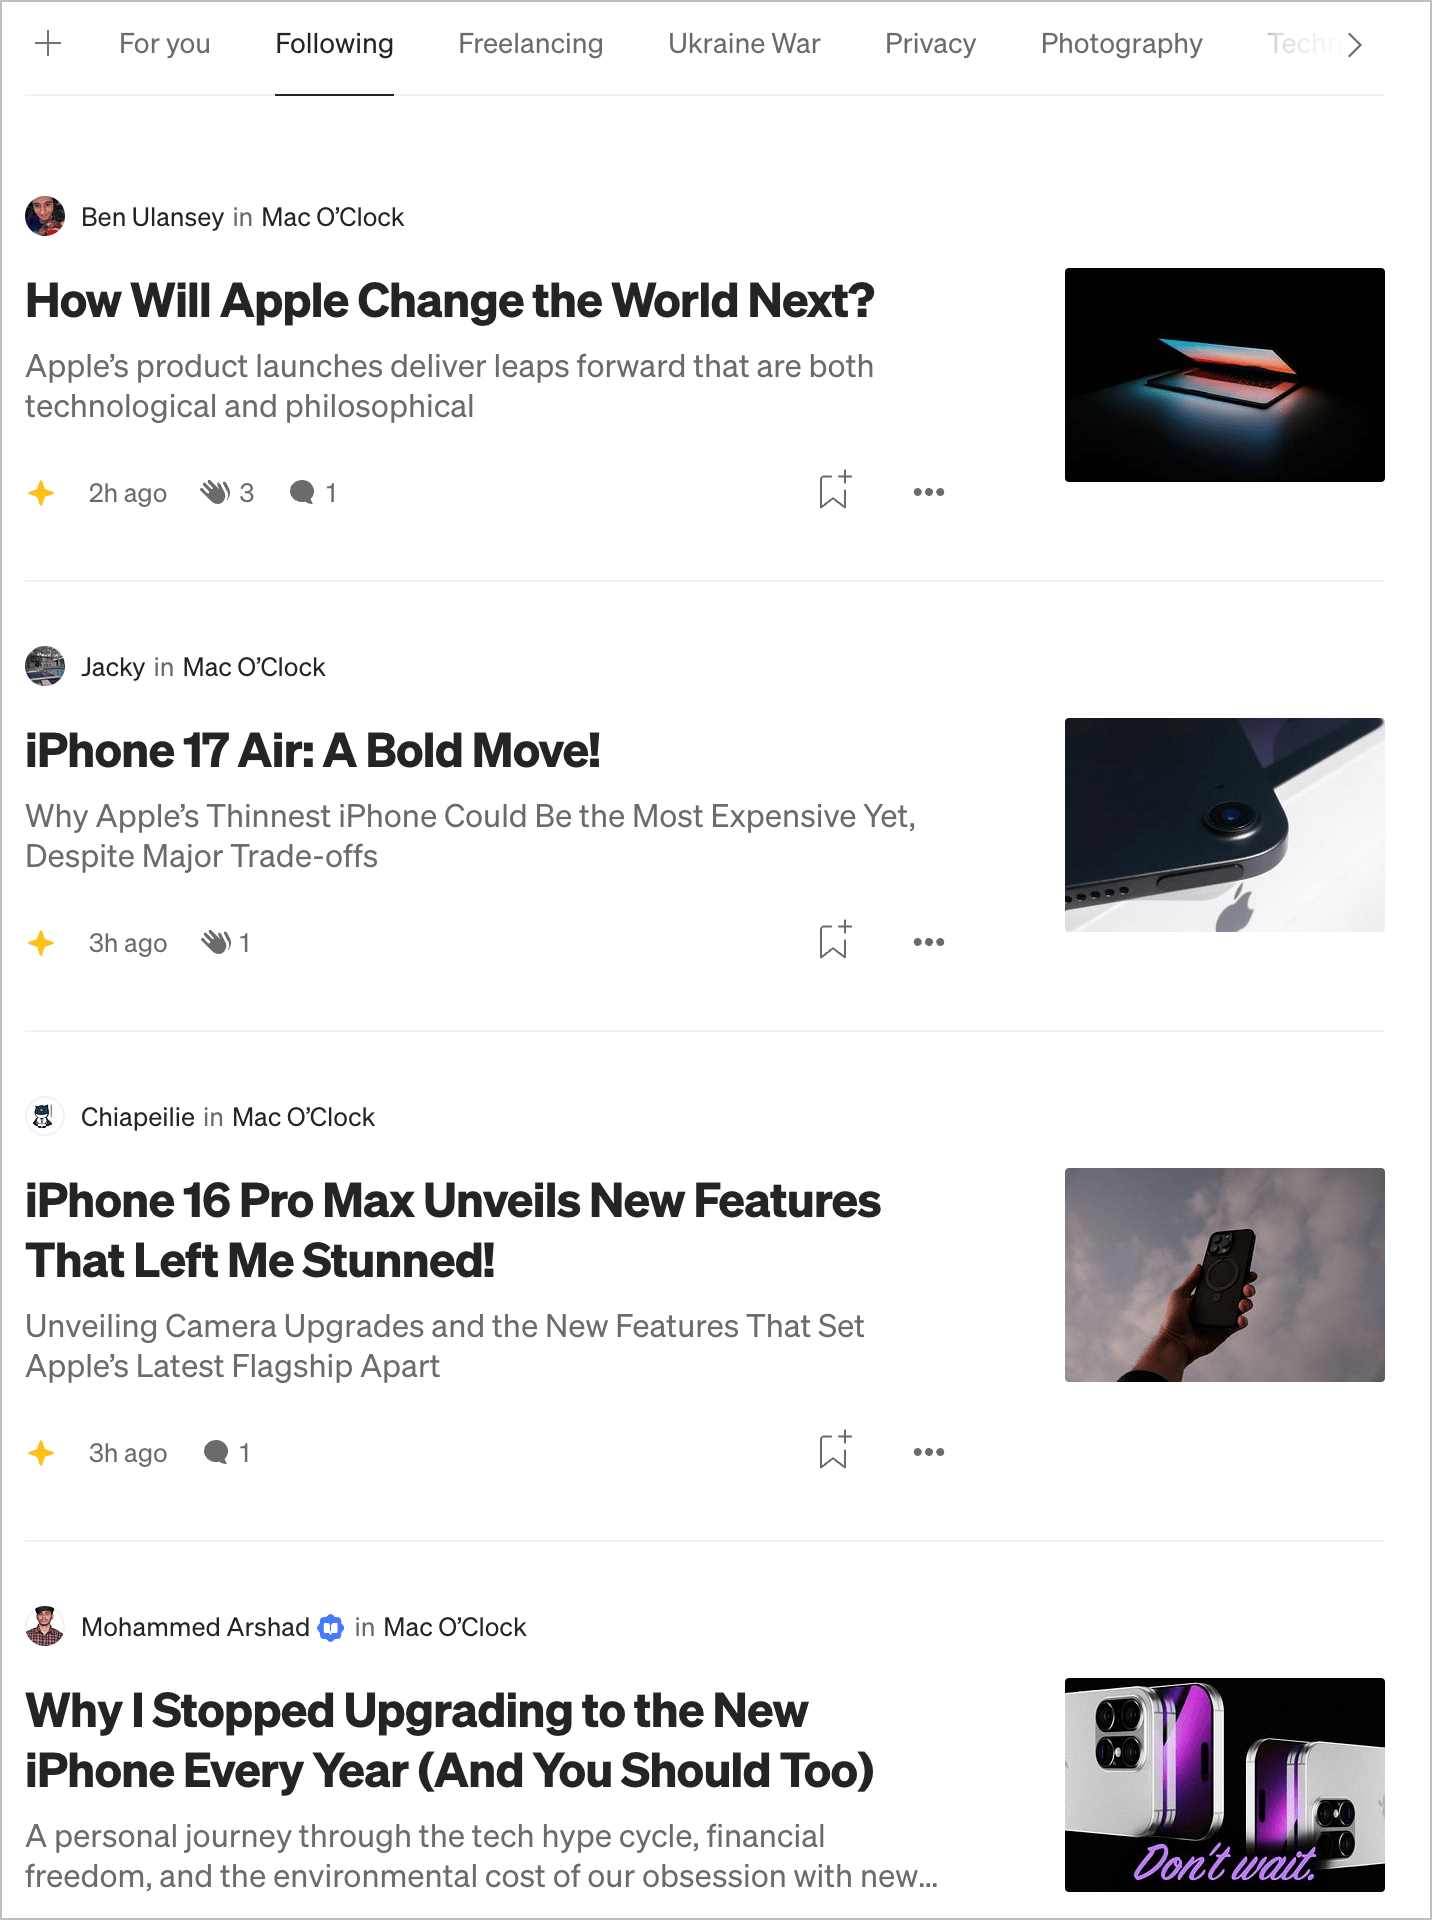 For you Following Freelancing Ukraine War Privacy Photography Techn
Ben Ulansey in Mac O’Clock
How Will Apple Change the World Next?
Apple’s product launches deliver leaps forward that are both
technological and philosophical
2h ago 3 1
Jacky in Mac O’Clock
iPhone 17 Air: A Bold Move!
Why Apple’s Thinnest iPhone Could Be the Most Expensive Yet,
Despite Major Trade-offs
3h ago 1
Chiapeilie in Mac O’Clock
iPhone 16 Pro Max Unveils New Features
That Left Me Stunned!
Unveiling Camera Upgrades and the New Features That Set
Apple’s Latest Flagship Apart
3h ago 1
Mohammed Arshad in Mac O’Clock
Why I Stopped Upgrading to the New
iPhone Every Year (And You Should Too)
A personal journey through the tech hype cycle, financial
freedom, and the environmental cost of our obsession with new...
Don't wait.